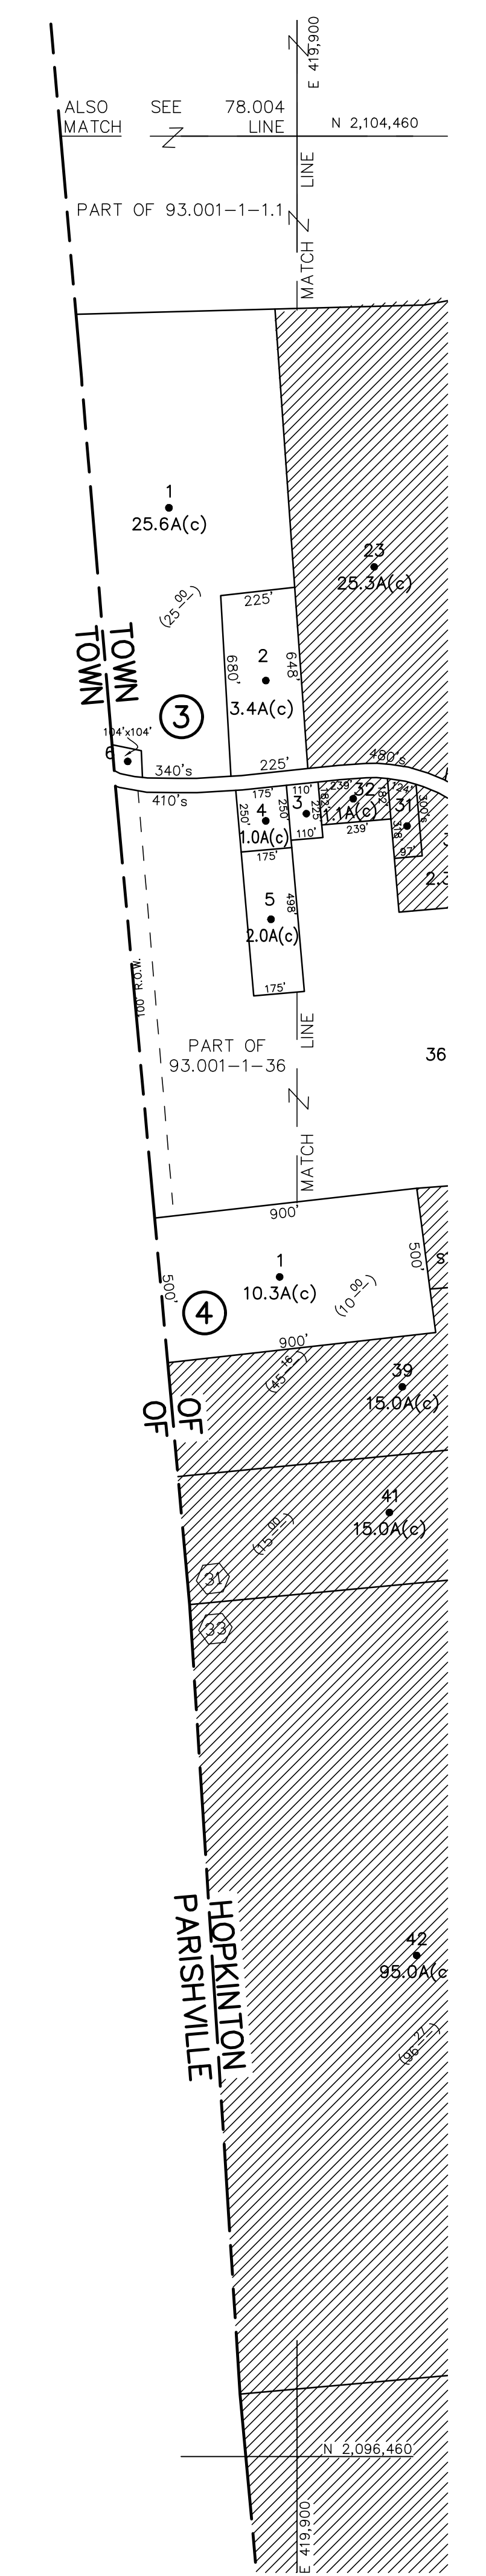 E 419,900
ALSO SEE 78.004
MATCH LINE
N 2,104,460
LINE
PART OF 93.001-1-1.1
MATCH
1
25.6A(c)
23
25.3A(c)
(25 00)
225'
TOWN
TOWN
2
680'
648'
3.4A(c)
3
104'x104'
6
340's
225'
480's
410's
175'
110'
239'
124'
4
3
32
31
250'
250'
225'
182'
182'
300's
1.0A(c)
1.1A(c)
110'
239'
318'
175'
97'
5
498'
2.0A(c)
175'
100' R.O.W.
LINE
PART OF
93.001-1-36
36
MATCH
900'
1
10.3A(c)
500'
500'
(10 00)
4
900'
(45 16)
39
15.0A(c)
OF
OF
41
15.0A(c)
(15 00)
31
33
HOPKINTON
PARISHVILLE
42
95.0A(c
(96 27)
N 2,096,460
E 419,900